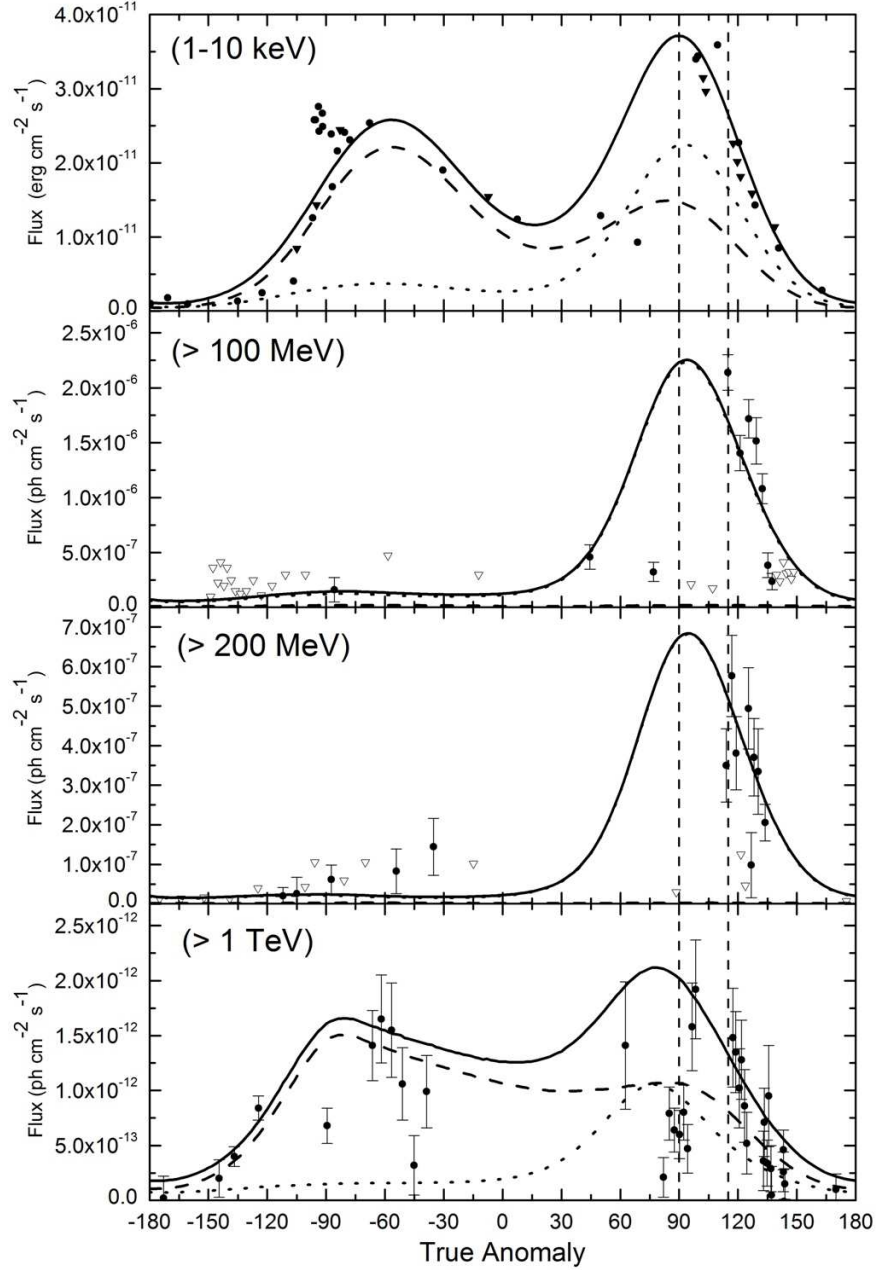 4.0x10^-11
3.0x10^-11
2.0x10^-11
1.0x10^-11
0.0
Flux (erg cm^-2 s^-1)
(1-10 keV)
2.5x10^-6
2.0x10^-6
1.5x10^-6
1.0x10^-6
5.0x10^-7
0.0
Flux (ph cm^-2 s^-1)
(> 100 MeV)
7.0x10^-7
6.0x10^-7
5.0x10^-7
4.0x10^-7
3.0x10^-7
2.0x10^-7
1.0x10^-7
0.0
Flux (ph cm^-2 s^-1)
(> 200 MeV)
2.5x10^-12
2.0x10^-12
1.5x10^-12
1.0x10^-12
5.0x10^-13
0.0
Flux (ph cm^-2 s^-1)
(> 1 TeV)
-180 -150 -120 -90 -60 -30 0 30 60 90 120 150 180
True Anomaly